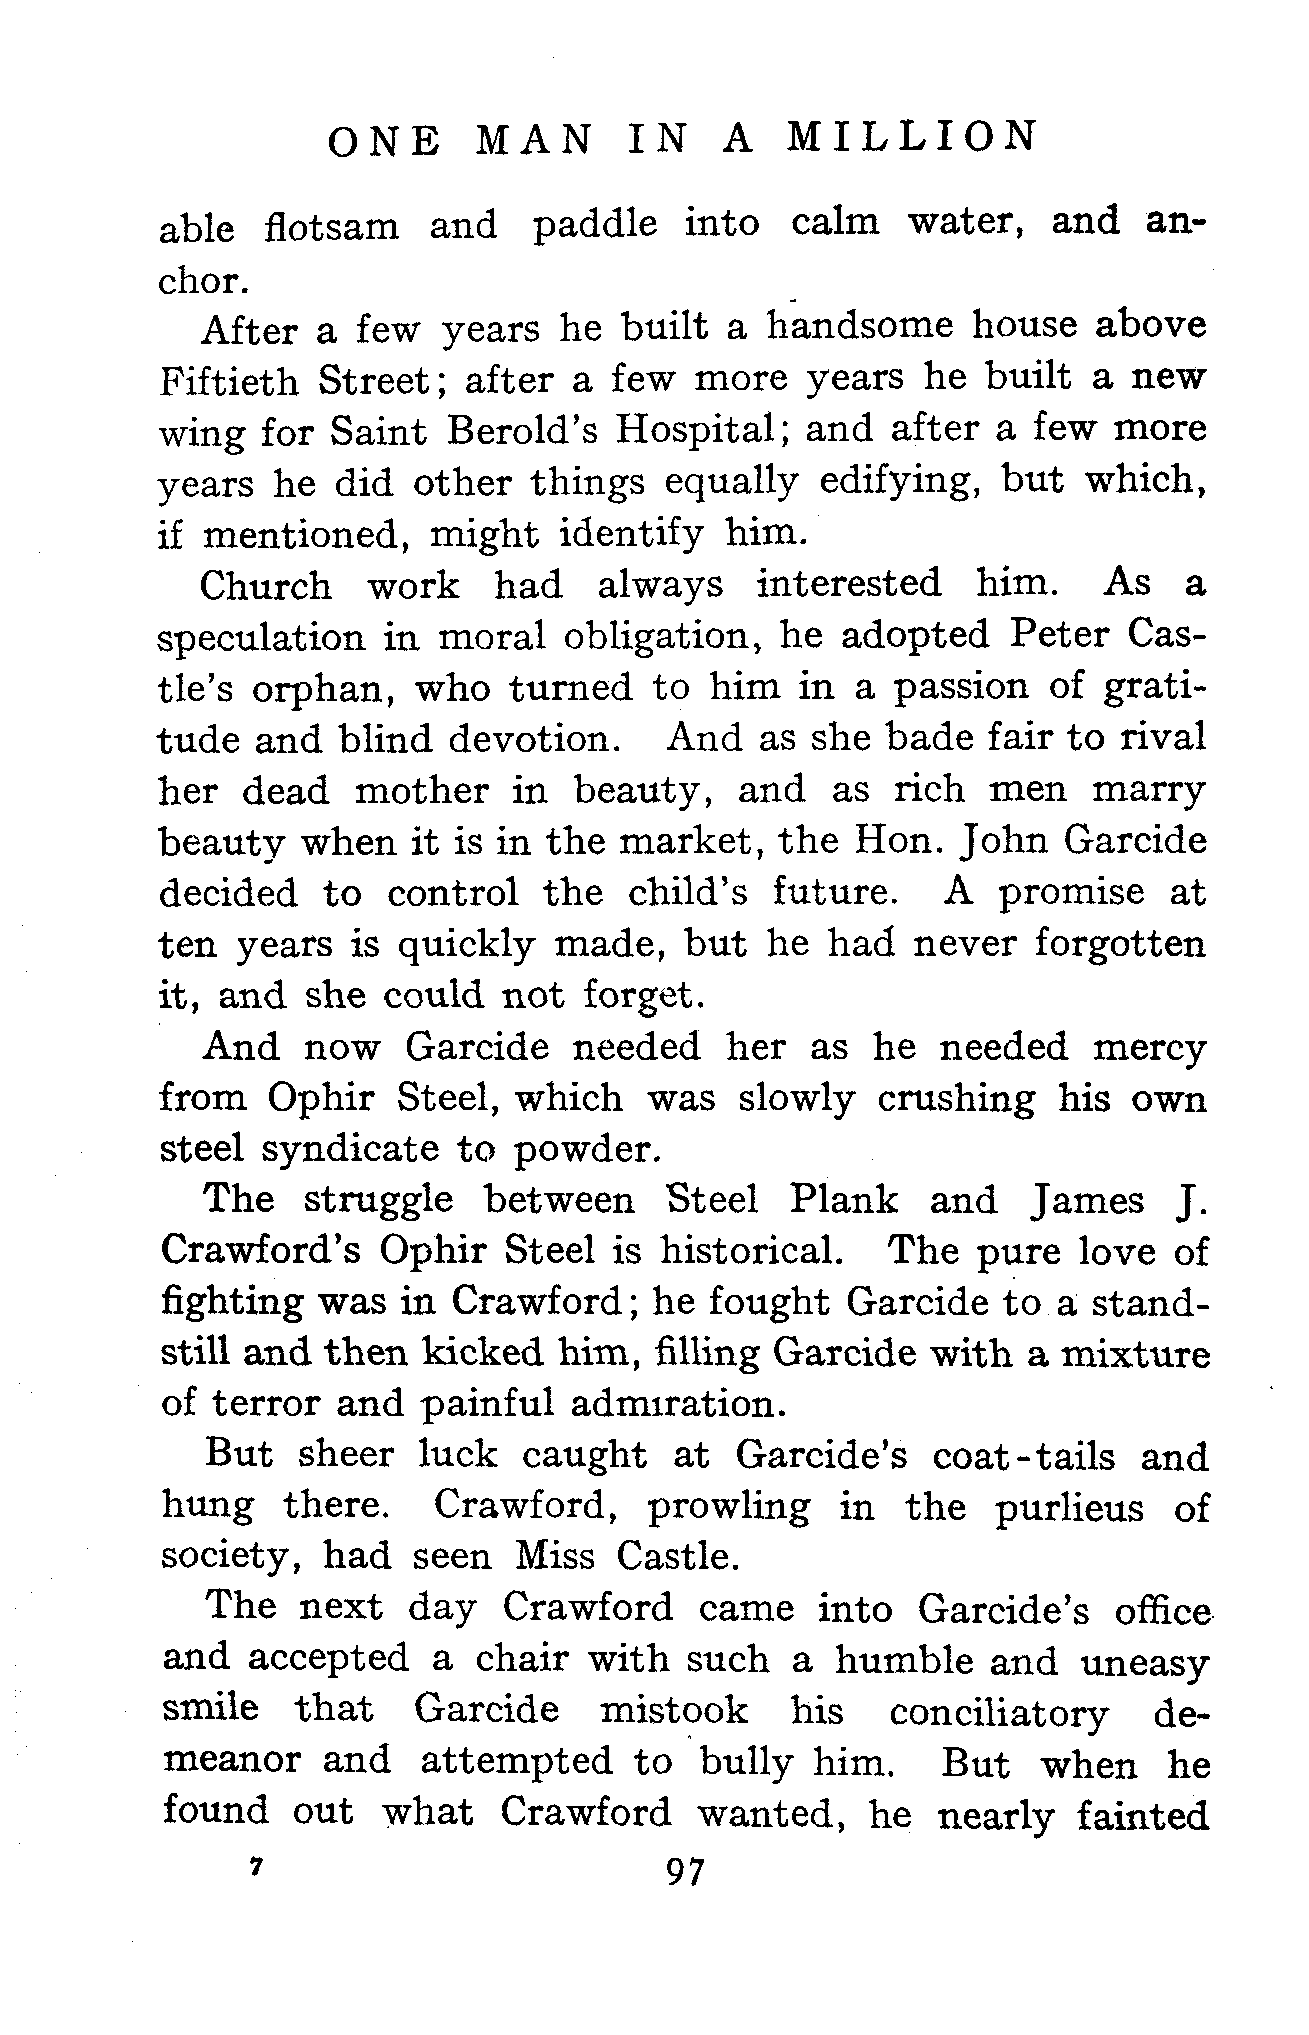 ONE MAN IN A MILLION
able flotsam and paddle into calm water, and an-
chor.
After a few years he built a handsome house above
Fiftieth Street; after a few more years he built a new
wing for Saint Berold's Hospital; and after a few more
years he did other things equally edifying, but which,
if mentioned, might identify him.
Church work had always interested him. As a
speculation in moral obligation, he adopted Peter Cas-
tle's orphan, who turned to him in a passion of grati-
tude and blind devotion. And as she bade fair to rival
her dead mother in beauty, and as rich men marry
beauty when it is in the market, the Hon. John Garcide
decided to control the child's future. A promise at
ten years is quickly made, but he had never forgotten
it, and she could not forget.
And now Garcide needed her as he needed mercy
from Ophir Steel, which was slowly crushing his own
steel syndicate to powder.
The struggle between Steel Plank and James J.
Crawford's Ophir Steel is historical. The pure love of
fighting was in Crawford; he fought Garcide to a stand-
still and then kicked him, filling Garcide with a mixture
of terror and painful admiration.
But sheer luck caught at Garcide's coat-tails and
hung there. Crawford, prowling in the purlieus of
society, had seen Miss Castle.
The next day Crawford came into Garcide's office
and accepted a chair with such a humble and uneasy
smile that Garcide mistook his conciliatory de-
meanor and attempted to bully him. But when he
found out what Crawford wanted, he nearly fainted
7 97